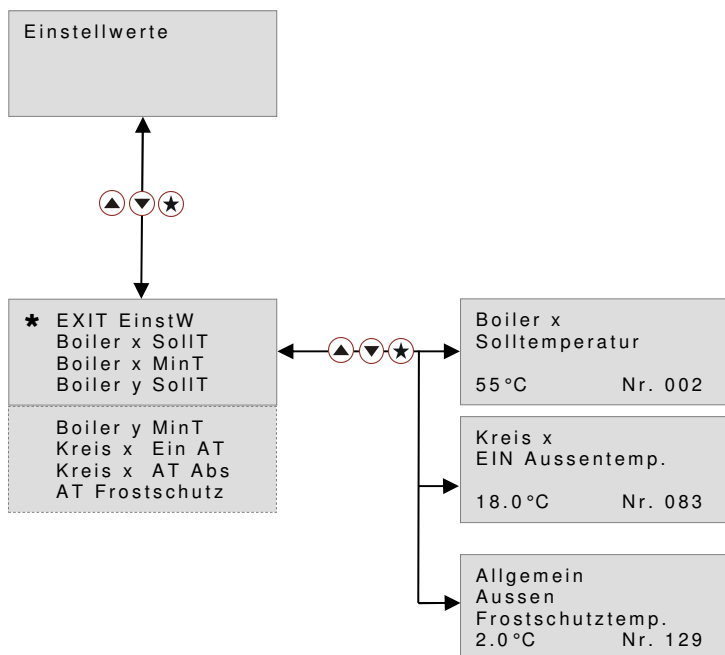 Einstellwerte
* EXIT EinstW
Boiler x SollT
Boiler x MinT
Boiler y SollT
Boiler y MinT
Kreis x Ein AT
Kreis x AT Abs
AT Frostschutz
Boiler x
Solltemperatur
55°C Nr. 002
Kreis x
EIN Aussentemp.
18.0°C Nr. 083
Allgemein
Aussen
Frostschutztemp.
2.0°C Nr. 129